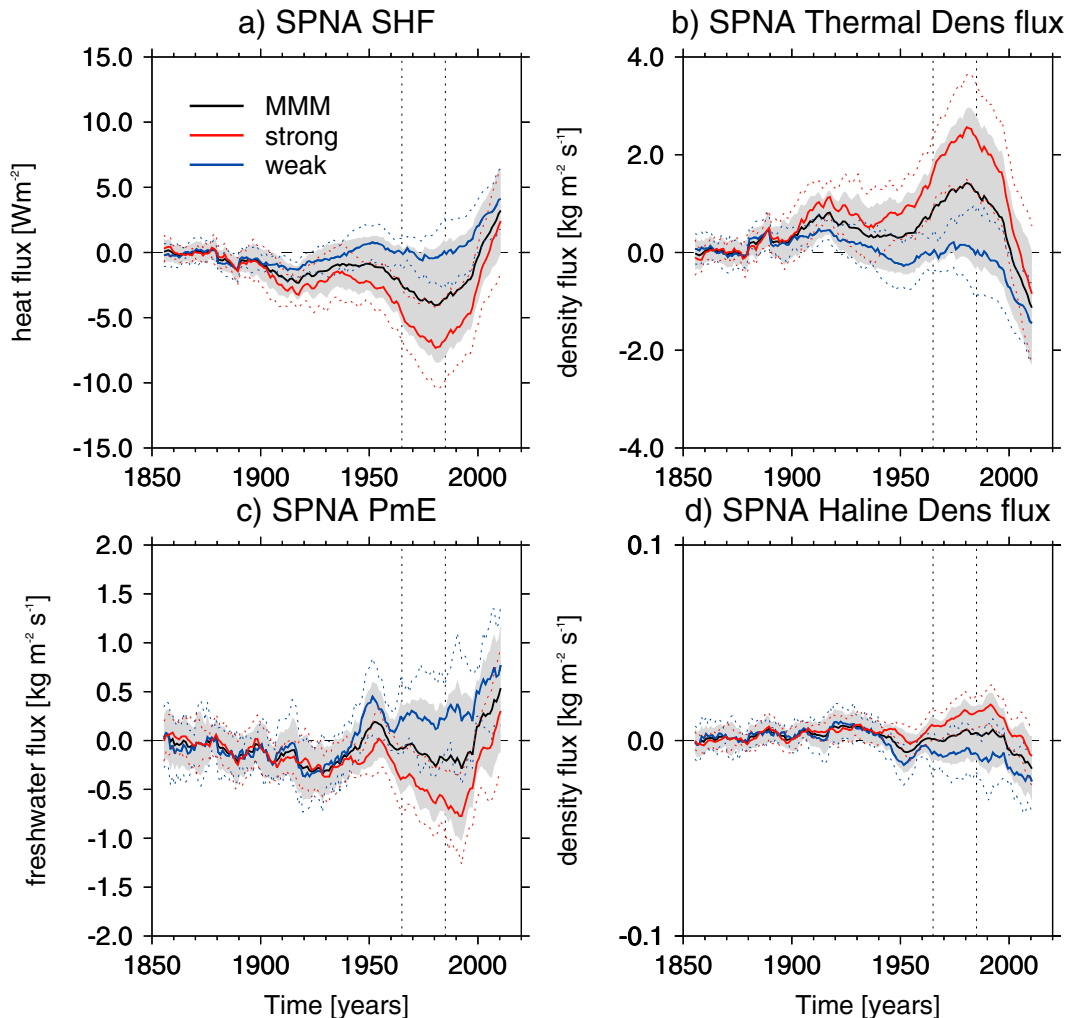 a) SPNA SHF
b) SPNA Thermal Dens flux
heat flux [Wm⁻²]
15.0
10.0
5.0
0.0
-5.0
-10.0
-15.0
MMM
strong
weak
1850 1900 1950 2000
density flux [kg m⁻² s⁻¹]
4.0
2.0
0.0
-2.0
-4.0
1850 1900 1950 2000
c) SPNA PmE
d) SPNA Haline Dens flux
freshwater flux [kg m⁻² s⁻¹]
2.0
1.5
1.0
0.5
0.0
-0.5
-1.0
-1.5
-2.0
1850 1900 1950 2000
Time [years]
density flux [kg m⁻² s⁻¹]
0.1
0.0
-0.1
1850 1900 1950 2000
Time [years]